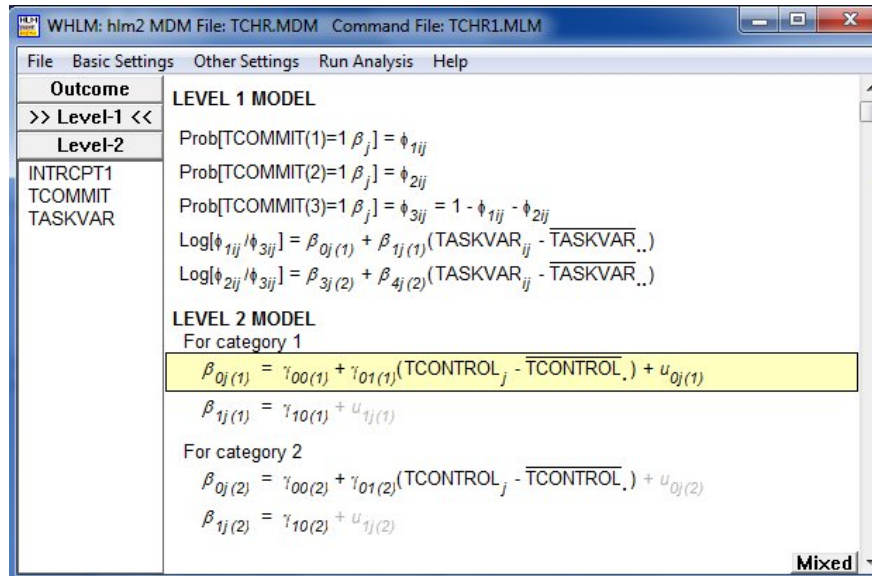 WHLM: hlm2 MDM File: TCHR.MDM Command File: TCHR1.MLM
File Basic Settings Other Settings Run Analysis Help
Outcome
>> Level-1 <<
Level-2
INTRCPT1
TCOMMIT
TASKVAR
LEVEL 1 MODEL
Prob[TCOMMIT(1)=1 β_j] = ϕ_1ij
Prob[TCOMMIT(2)=1 β_j] = ϕ_2ij
Prob[TCOMMIT(3)=1 β_j] = ϕ_3ij = 1 - ϕ_1ij - ϕ_2ij
Log[ϕ_1ij/ϕ_3ij] = β_0j(1) + β_1j(1)(TASKVAR_ij - T̅A̅S̅K̅V̅A̅R̅..)
Log[ϕ_2ij/ϕ_3ij] = β_3j(2) + β_4j(2)(TASKVAR_ij - T̅A̅S̅K̅V̅A̅R̅..)
LEVEL 2 MODEL
For category 1
β_0j(1) = γ_00(1) + γ_01(1)(TCONTROL_j - T̅C̅O̅N̅T̅R̅O̅L̅.) + u_0j(1)
β_1j(1) = γ_10(1) + u_1j(1)
For category 2
β_0j(2) = γ_00(2) + γ_01(2)(TCONTROL_j - T̅C̅O̅N̅T̅R̅O̅L̅.) + u_0j(2)
β_1j(2) = γ_10(2) + u_1j(2)
Mixed